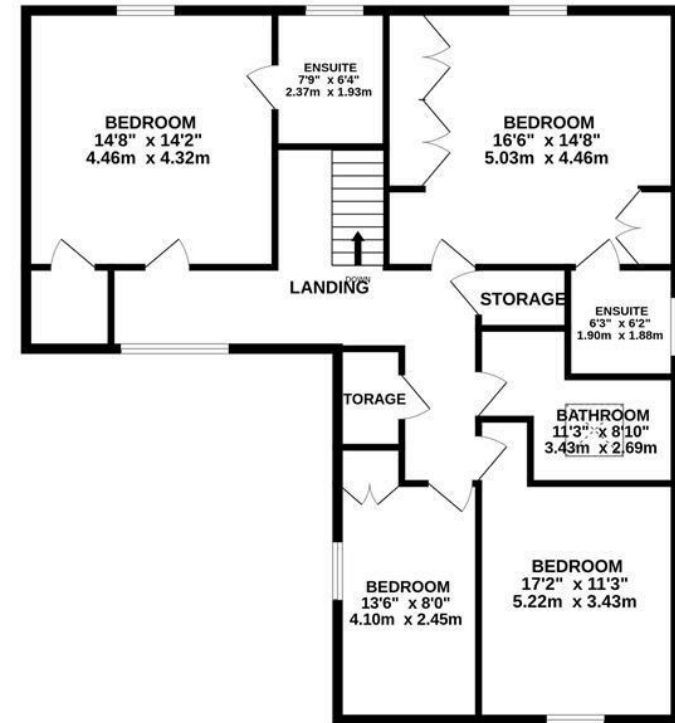 ENSUITE
7'9" x 6'4"
2.37m x 1.93m
BEDROOM
14'8" x 14'2"
4.46m x 4.32m
BEDROOM
16'6" x 14'8"
5.03m x 4.46m
DOWN
LANDING
STORAGE
ENSUITE
6'3" x 6'2"
1.90m x 1.88m
TORAGE
BATHROOM
11'3" x 8'10"
3.43m x 2.69m
BEDROOM
13'6" x 8'0"
4.10m x 2.45m
BEDROOM
17'2" x 11'3"
5.22m x 3.43m